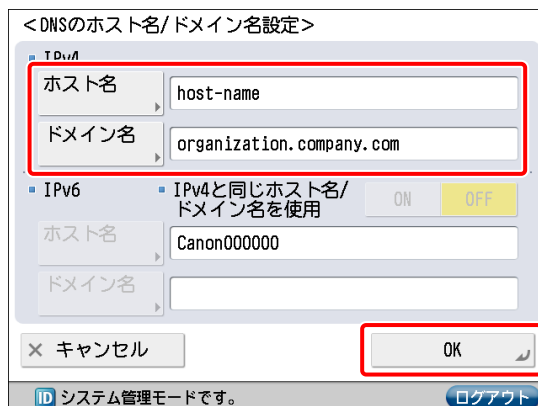 <DNSのホスト名/ドメイン名設定>
IPv4
ホスト名
host-name
ドメイン名
organization.company.com
IPv6
IPv4と同じホスト名/
ドメイン名を使用
ON
OFF
ホスト名
Canon000000
ドメイン名
× キャンセル
OK
ID システム管理モードです。
ログアウト